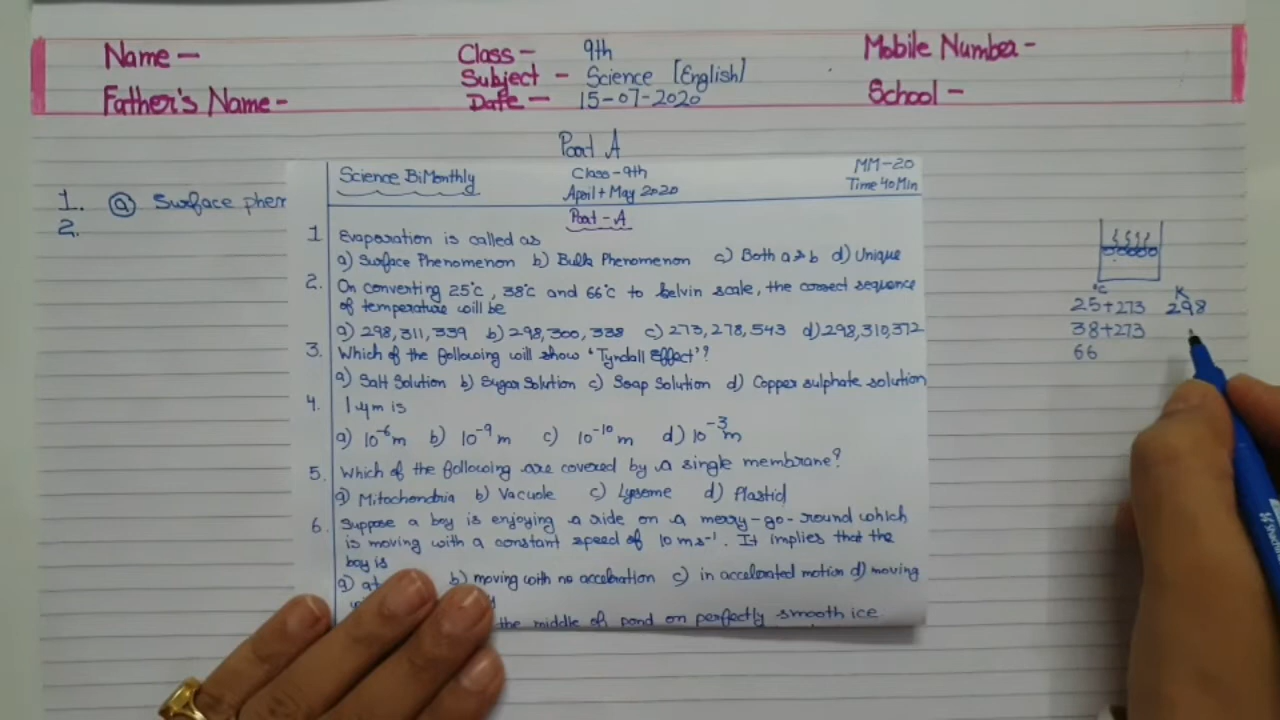 Name - Class - 9th Mobile Number -
Subject - Science [English]
Father's Name - Date - 15-07-2020 School -
Part A
1. (a) Surface phen
2.
Science BiMonthly Class-9th MM-20
April + May 2020 Time 40 Min
Part-A
1 Evaporation is called as
a) Surface Phenomenon b) Bulk Phenomenon c) Both a & b d) Unique
2. On converting 25°C, 38°C and 66°C to kelvin scale, the correct sequence
of temperature will be
a) 298, 311, 339 b) 298, 300, 338 c) 273, 278, 543 d) 298, 310, 372
3. Which of the following will show 'Tyndall Effect'?
a) Salt Solution b) Sugar Solution c) Soap Solution d) Copper sulphate solution
4. 1 μm is
a) 10⁻⁶ m b) 10⁻⁹ m c) 10⁻¹⁰ m d) 10⁻³ m
5. Which of the following are covered by a single membrane?
a) Mitochondria b) Vacuole c) Lysosome d) Plastid
6. Suppose a boy is enjoying a ride on a merry-go-round which
is moving with a constant speed of 10 ms⁻¹. It implies that the
boy is
a) at b) moving with no accelration c) in accelerated motion d) moving
the middle of pond on perfectly smooth ice
°C K
25+273 298
38+273
66